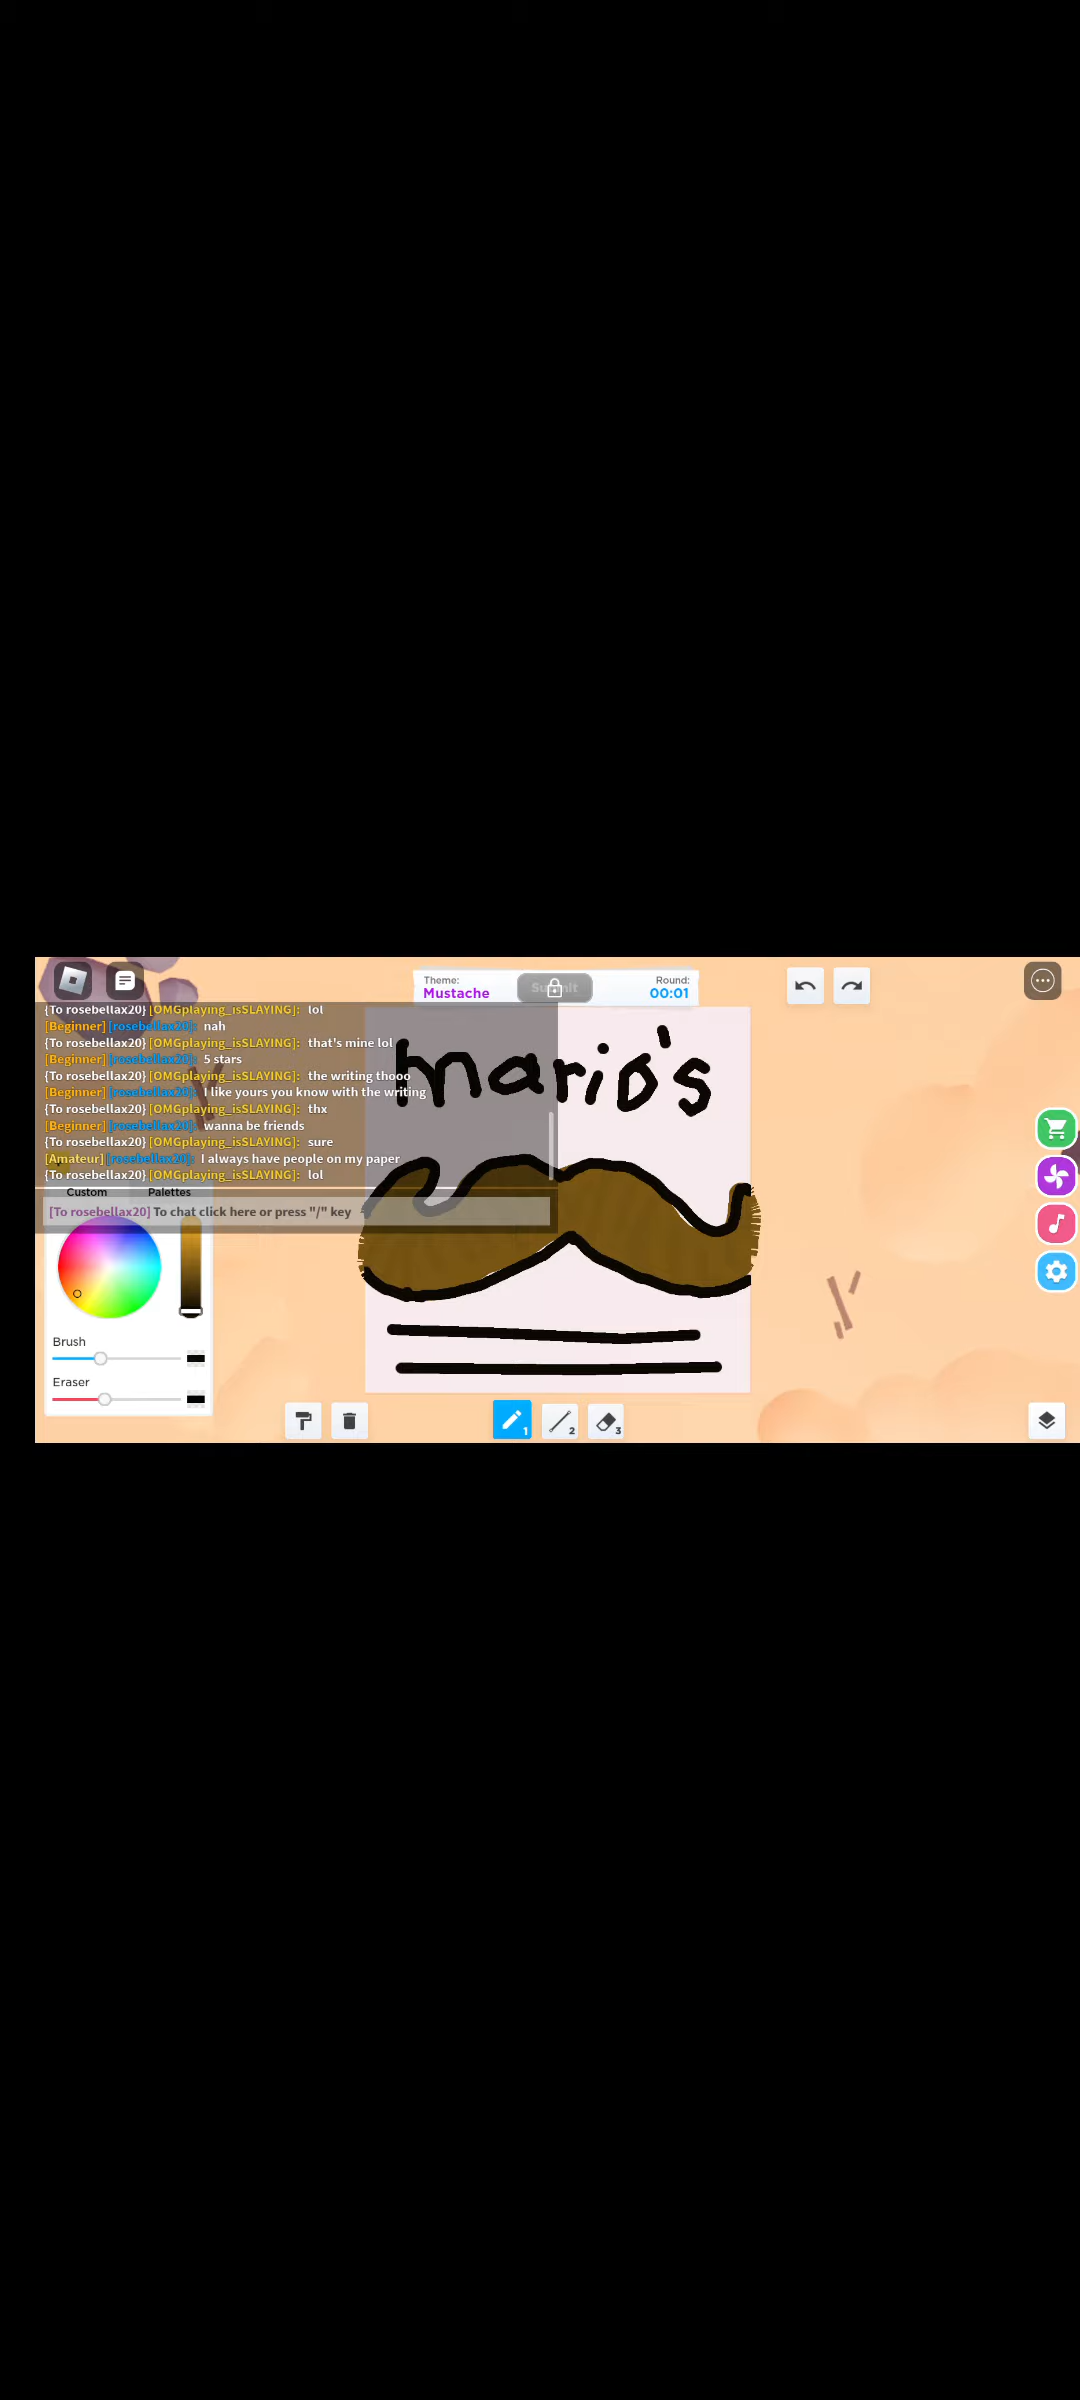 Theme:
Mustache
Round:
00:01
{To rosebellax20} [OMGplaying_isSLAYING]: lol
[Beginner] [rosebellax20]: nah
{To rosebellax20} [OMGplaying_isSLAYING]: that's mine lol
[Beginner] [rosebellax20]: 5 stars
{To rosebellax20} [OMGplaying_isSLAYING]: the writing thooo
[Beginner] [rosebellax20]: I like yours you know with the writing
{To rosebellax20} [OMGplaying_isSLAYING]: thx
[Beginner] [rosebellax20]: wanna be friends
{To rosebellax20} [OMGplaying_isSLAYING]: sure
[Amateur] [rosebellax20]: I always have people on my paper
{To rosebellax20} [OMGplaying_isSLAYING]: lol
[To rosebellax20] To chat click here or press "/" key
mario's
Custom Palettes
Brush
Eraser
1 2 3